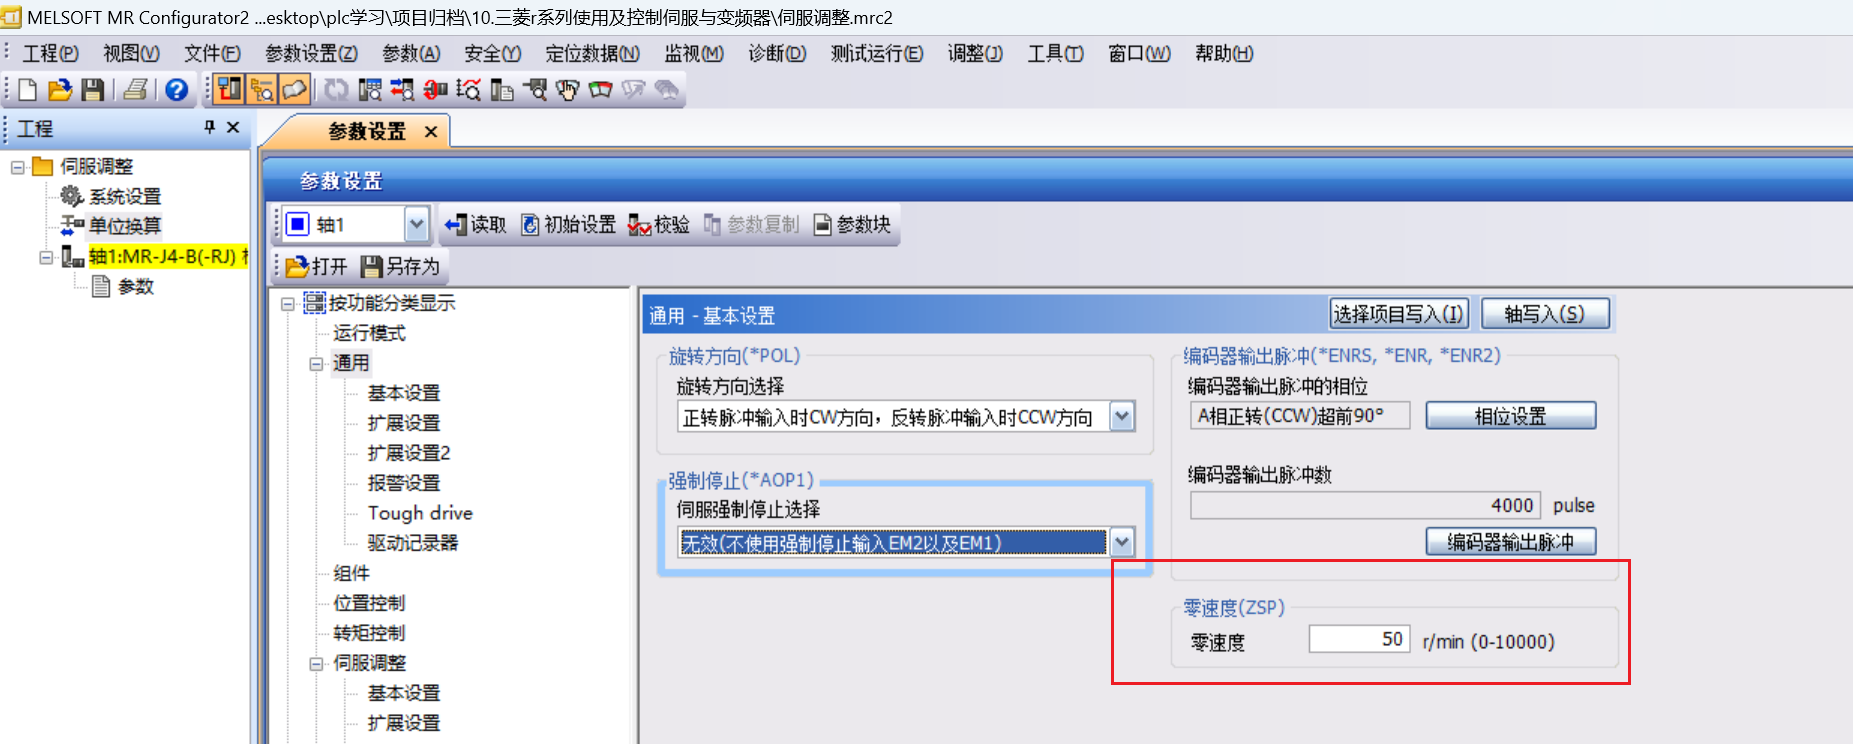 MELSOFT MR Configurator2 ...esktop\plc学习\项目归档\10.三菱r系列使用及控制伺服与变频器\伺服调整.mrc2
工程(P) 视图(V) 文件(F) 参数设置(Z) 参数(A) 安全(Y) 定位数据(N) 监视(M) 诊断(D) 测试运行(E) 调整(J) 工具(T) 窗口(W) 帮助(H)
工程
伺服调整
系统设置
单位换算
轴1:MR-J4-B(-RJ)
参数
参数设置
参数设置
轴1 读取 初始设置 校验 参数复制 参数块
打开 另存为
按功能分类显示
运行模式
通用
基本设置
扩展设置
扩展设置2
报警设置
Tough drive
驱动记录器
组件
位置控制
转矩控制
伺服调整
基本设置
扩展设置
通用 - 基本设置 选择项目写入(I) 轴写入(S)
旋转方向(*POL)
旋转方向选择
正转脉冲输入时CW方向，反转脉冲输入时CCW方向
强制停止(*AOP1)
伺服强制停止选择
无效(不使用强制停止输入EM2以及EM1)
编码器输出脉冲(*ENRS, *ENR, *ENR2)
编码器输出脉冲的相位
A相正转(CCW)超前90° 相位设置
编码器输出脉冲数
4000 pulse
编码器输出脉冲
零速度(ZSP)
零速度 50 r/min (0-10000)